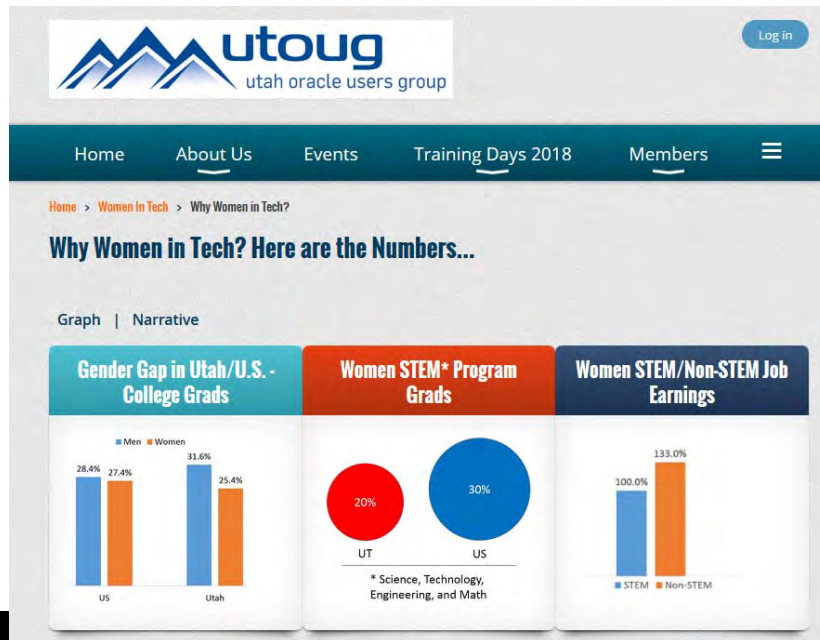 utoug
utah oracle users group
Log in
Home About Us Events Training Days 2018 Members
Home > Women In Tech > Why Women in Tech?
Why Women in Tech? Here are the Numbers...
Graph | Narrative
Gender Gap in Utah/U.S. -
College Grads
Men Women
28.4% 27.4%
31.6%
25.4%
US Utah
Women STEM* Program
Grads
20%
30%
UT US
* Science, Technology,
Engineering, and Math
Women STEM/Non-STEM Job
Earnings
100.0%
133.0%
STEM Non-STEM